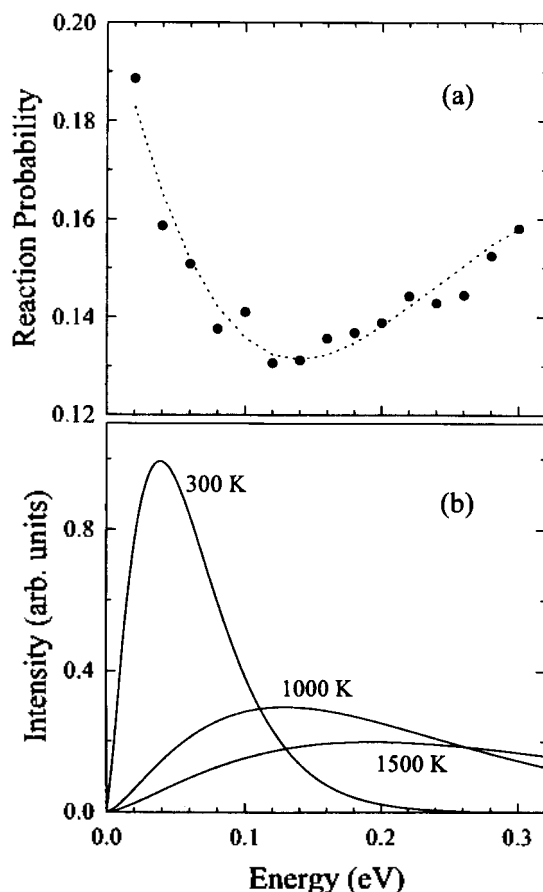 0.20
(a)
0.18
0.16
0.14
0.12
Reaction Probability
(b)
300 K
0.8
1000 K
0.4
1500 K
0.0
Intensity (arb. units)
0.0 0.1 0.2 0.3
Energy (eV)